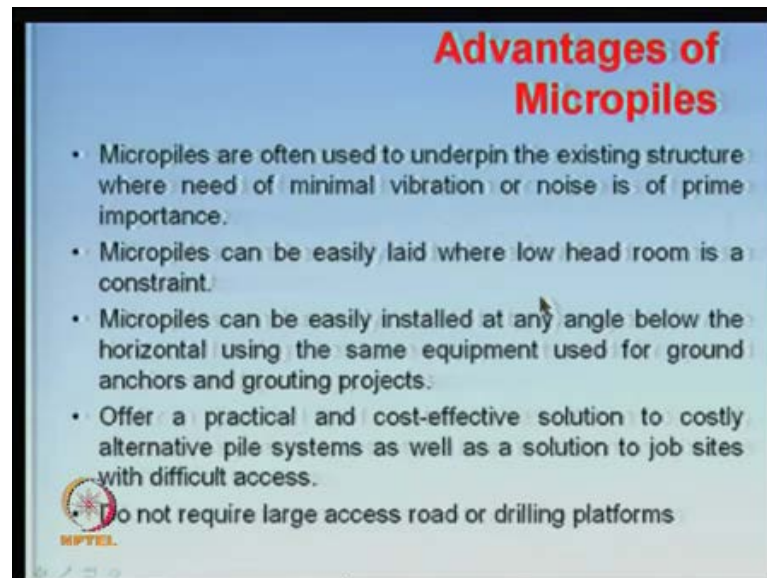 Advantages of
Micropiles
• Micropiles are often used to underpin the existing structure
where need of minimal vibration or noise is of prime
importance.
• Micropiles can be easily laid where low head room is a
constraint.
• Micropiles can be easily installed at any angle below the
horizontal using the same equipment used for ground
anchors and grouting projects.
• Offer a practical and cost-effective solution to costly
alternative pile systems as well as a solution to job sites
with difficult access.
• Do not require large access road or drilling platforms
NPTEL